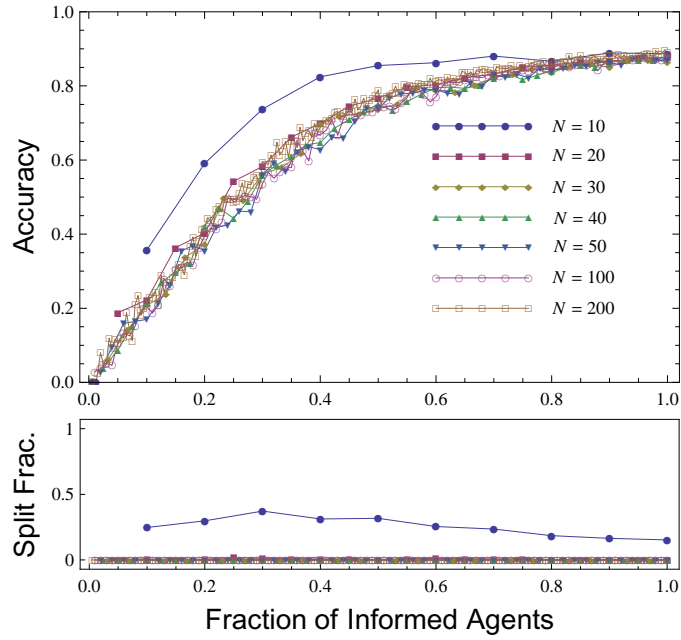 1.0
0.8
0.6
0.4
0.2
0.0
Accuracy
N = 10
N = 20
N = 30
N = 40
N = 50
N = 100
N = 200
0.0 0.2 0.4 0.6 0.8 1.0
1
0.5
0
Split Frac.
0.0 0.2 0.4 0.6 0.8 1.0
Fraction of Informed Agents